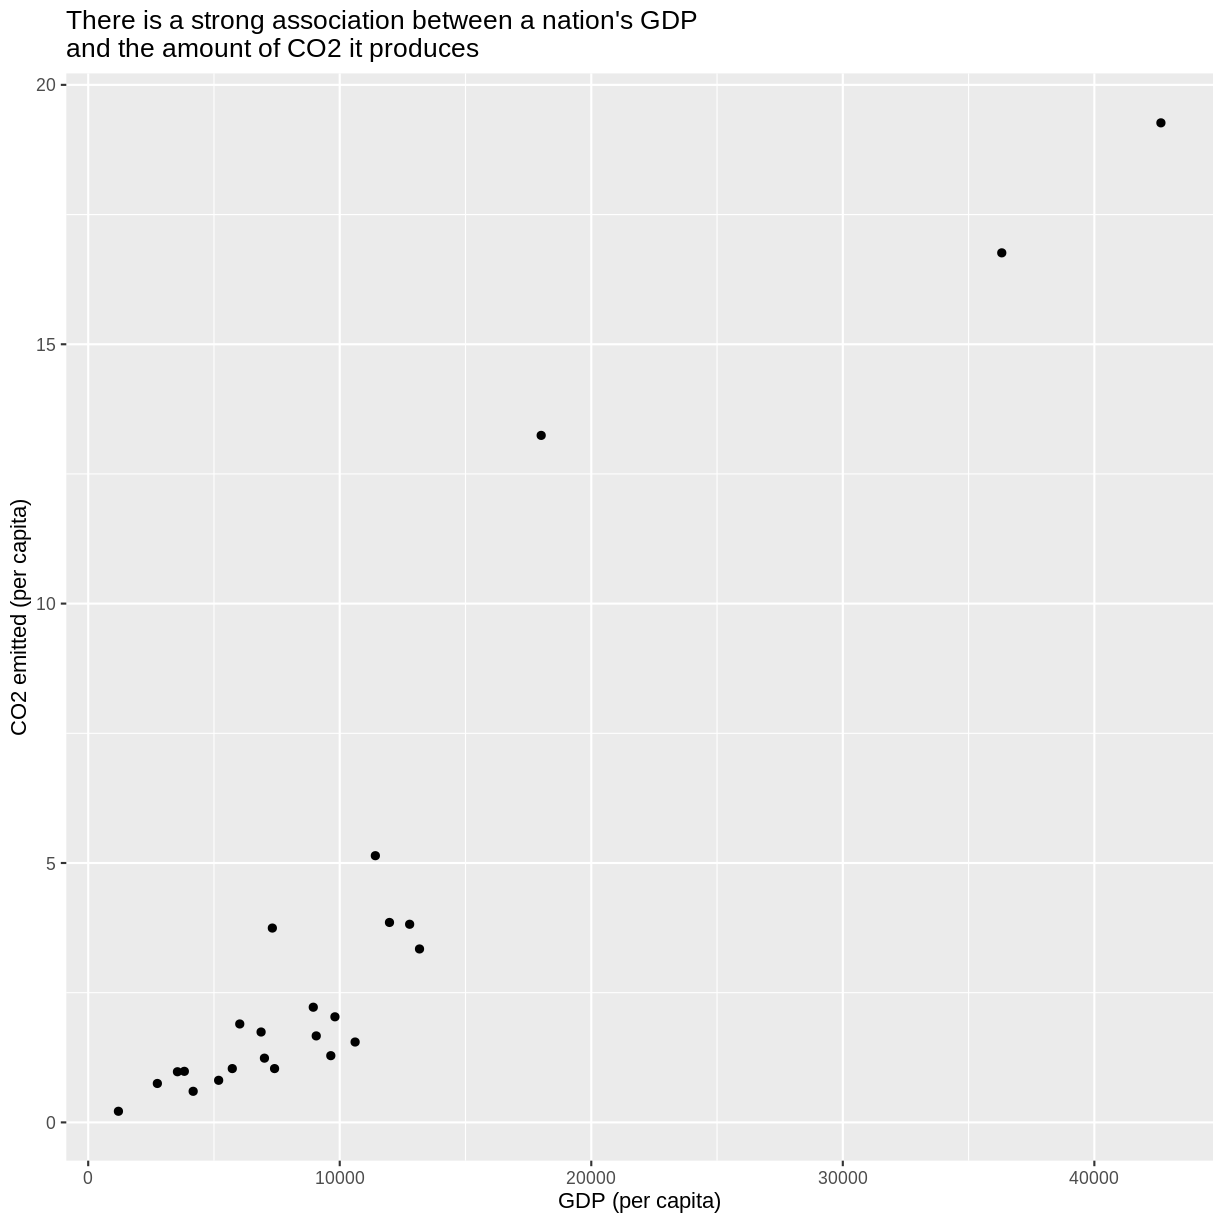 There is a strong association between a nation's GDP
and the amount of CO2 it produces
20
15
10
5
0
CO2 emitted (per capita)
0 10000 20000 30000 40000
GDP (per capita)